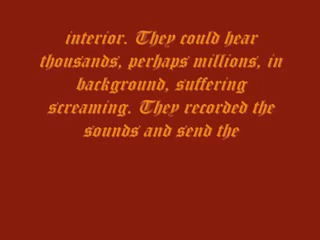 interior. They could hear
thousands, perhaps millions, in
background, suffering
screaming. They recorded the
sounds and send the